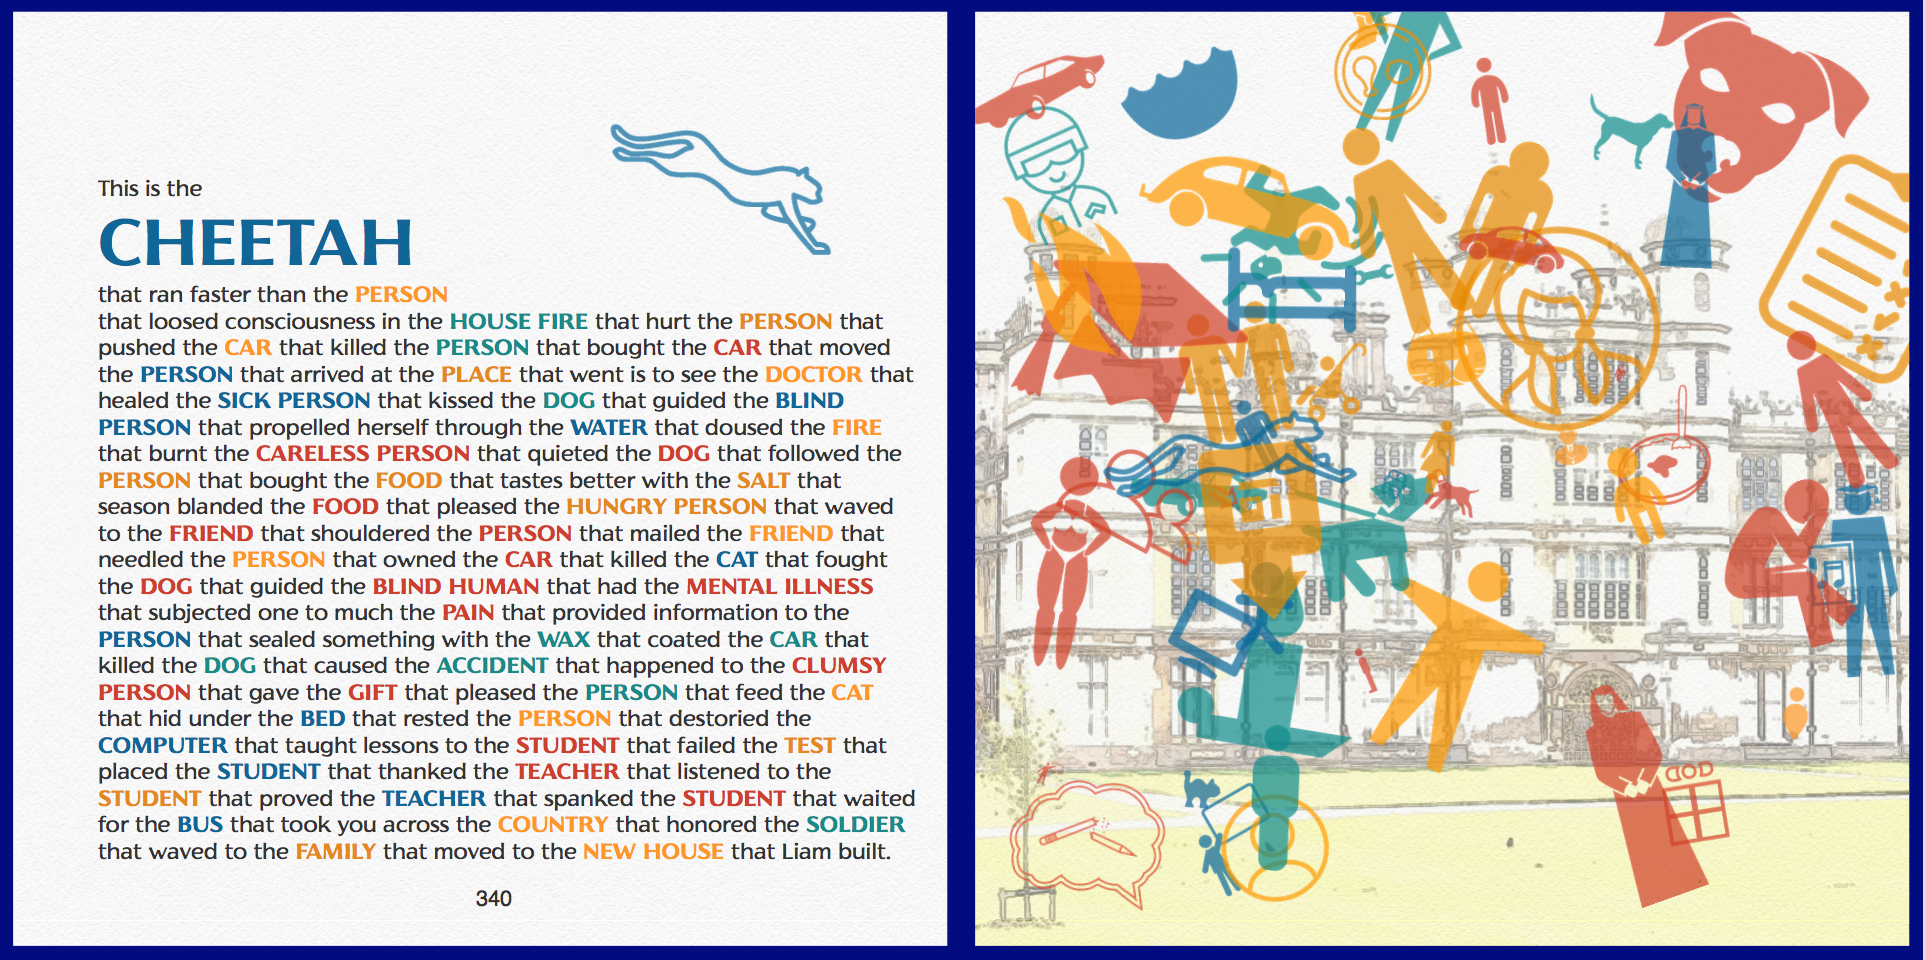 This is the
CHEETAH
that ran faster than the PERSON
that loosed consciousness in the HOUSE FIRE that hurt the PERSON that
pushed the CAR that killed the PERSON that bought the CAR that moved
the PERSON that arrived at the PLACE that went is to see the DOCTOR that
healed the SICK PERSON that kissed the DOG that guided the BLIND
PERSON that propelled herself through the WATER that doused the FIRE
that burnt the CARELESS PERSON that quieted the DOG that followed the
PERSON that bought the FOOD that tastes better with the SALT that
season blanded the FOOD that pleased the HUNGRY PERSON that waved
to the FRIEND that shouldered the PERSON that mailed the FRIEND that
needled the PERSON that owned the CAR that killed the CAT that fought
the DOG that guided the BLIND HUMAN that had the MENTAL ILLNESS
that subjected one to much the PAIN that provided information to the
PERSON that sealed something with the WAX that coated the CAR that
killed the DOG that caused the ACCIDENT that happened to the CLUMSY
PERSON that gave the GIFT that pleased the PERSON that feed the CAT
that hid under the BED that rested the PERSON that destoried the
COMPUTER that taught lessons to the STUDENT that failed the TEST that
placed the STUDENT that thanked the TEACHER that listened to the
STUDENT that proved the TEACHER that spanked the STUDENT that waited
for the BUS that took you across the COUNTRY that honored the SOLDIER
that waved to the FAMILY that moved to the NEW HOUSE that Liam built.
340